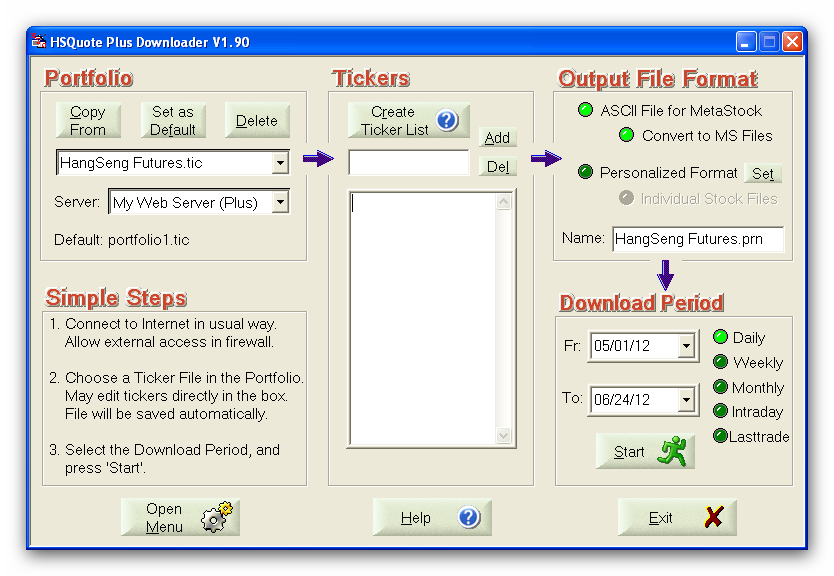 HSQuote Plus Downloader V1.90
Portfolio
Copy From
Set as Default
Delete
HangSeng Futures.tic
Server: My Web Server (Plus)
Default: portfolio1.tic
Simple Steps
1. Connect to Internet in usual way.
Allow external access in firewall.
2. Choose a Ticker File in the Portfolio.
May edit tickers directly in the box.
File will be saved automatically.
3. Select the Download Period, and
press 'Start'.
Open Menu
Tickers
Create Ticker List ?
Add
Del
Help ?
Output File Format
ASCII File for MetaStock
Convert to MS Files
Personalized Format Set
Individual Stock Files
Name: HangSeng Futures.prn
Download Period
Fr: 05/01/12
To: 06/24/12
Daily
Weekly
Monthly
Intraday
Lasttrade
Start
Exit